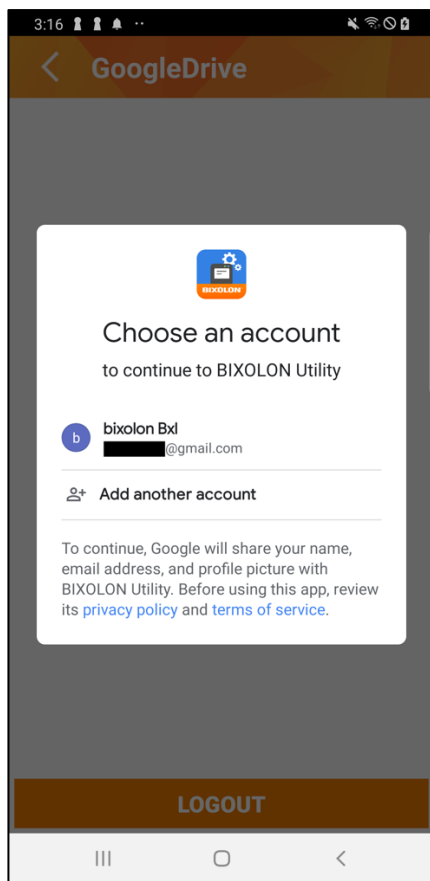 3:16
GoogleDrive
BIXOLON
Choose an account
to continue to BIXOLON Utility
b
bixolon Bxl
@gmail.com
Add another account
To continue, Google will share your name,
email address, and profile picture with
BIXOLON Utility. Before using this app, review
its privacy policy and terms of service.
LOGOUT